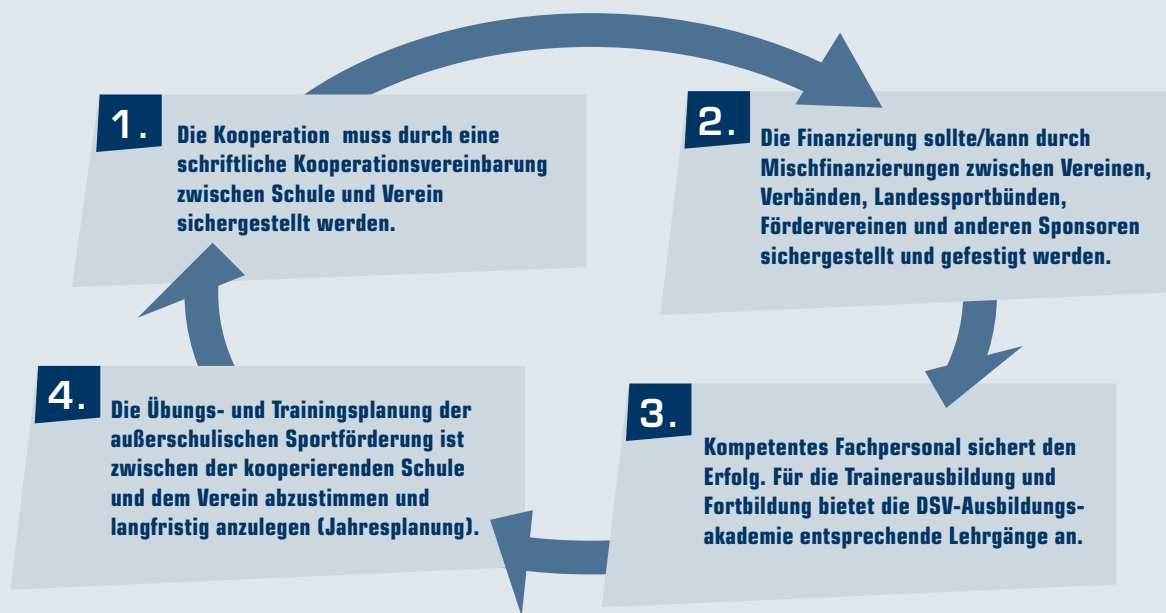 1.
Die Kooperation muss durch eine
schriftliche Kooperationsvereinbarung
zwischen Schule und Verein
sichergestellt werden.
2.
Die Finanzierung sollte/kann durch
Mischfinanzierungen zwischen Vereinen,
Verbänden, Landessportbünden,
Fördervereinen und anderen Sponsoren
sichergestellt und gefestigt werden.
3.
Kompetentes Fachpersonal sichert den
Erfolg. Für die Trainerausbildung und
Fortbildung bietet die DSV-Ausbildungs-
akademie entsprechende Lehrgänge an.
4.
Die Übungs- und Trainingsplanung der
außerschulischen Sportförderung ist
zwischen der kooperierenden Schule
und dem Verein abzustimmen und
langfristig anzulegen (Jahresplanung).